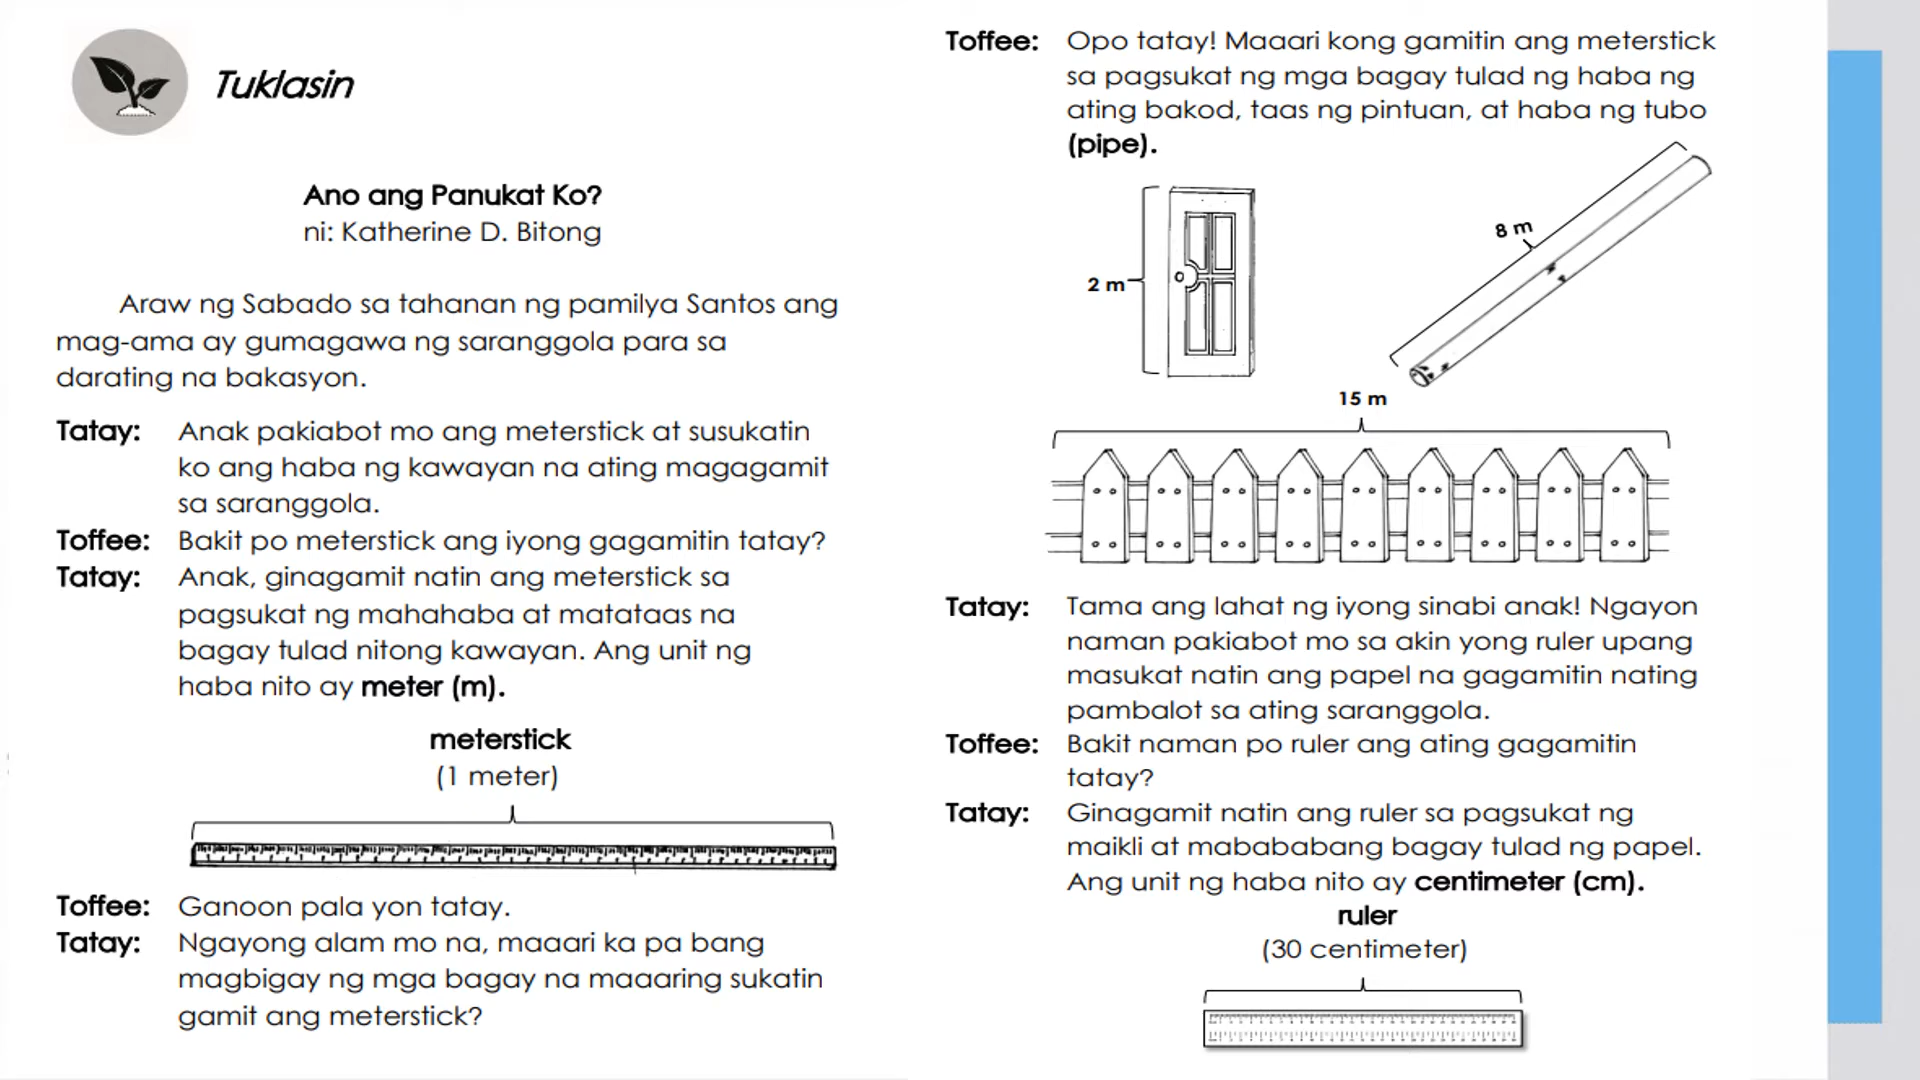 Tuklasin
Ano ang Panukat Ko?
ni: Katherine D. Bitong
Araw ng Sabado sa tahanan ng pamilya Santos ang
mag-ama ay gumagawa ng saranggola para sa
darating na bakasyon.
Tatay: Anak pakiabot mo ang meterstick at susukatin
ko ang haba ng kawayan na ating magagamit
sa saranggola.
Toffee: Bakit po meterstick ang iyong gagamitin tatay?
Tatay: Anak, ginagamit natin ang meterstick sa
pagsukat ng mahahaba at matataas na
bagay tulad nitong kawayan. Ang unit ng
haba nito ay meter (m).
meterstick
(1 meter)
Toffee: Ganoon pala yon tatay.
Tatay: Ngayong alam mo na, maaari ka pa bang
magbigay ng mga bagay na maaaring sukatin
gamit ang meterstick?
Toffee: Opo tatay! Maaari kong gamitin ang meterstick
sa pagsukat ng mga bagay tulad ng haba ng
ating bakod, taas ng pintuan, at haba ng tubo
(pipe).
8 m
2 m
15 m
Tatay: Tama ang lahat ng iyong sinabi anak! Ngayon
naman pakiabot mo sa akin yong ruler upang
masukat natin ang papel na gagamitin nating
pambalot sa ating saranggola.
Toffee: Bakit naman po ruler ang ating gagamitin
tatay?
Tatay: Ginagamit natin ang ruler sa pagsukat ng
maikli at mabababang bagay tulad ng papel.
Ang unit ng haba nito ay centimeter (cm).
ruler
(30 centimeter)